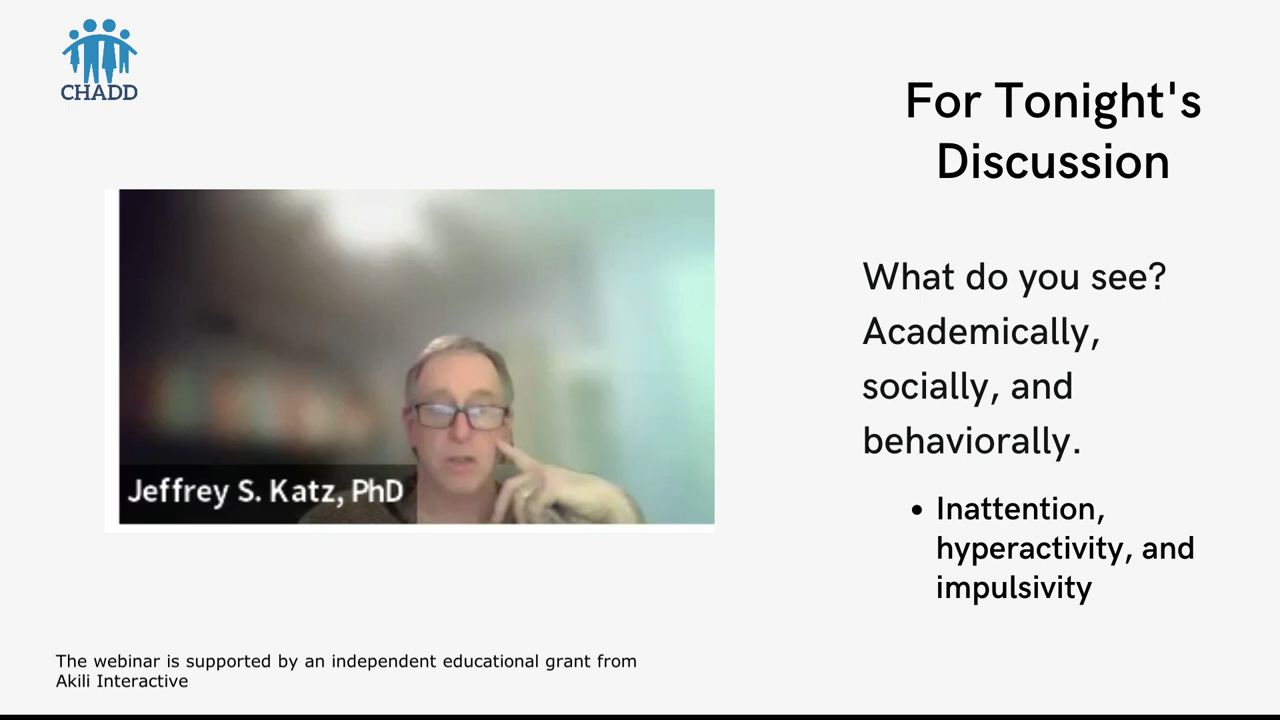 CHADD
For Tonight's
Discussion
What do you see?
Academically,
socially, and
behaviorally.
• Inattention,
hyperactivity, and
impulsivity
Jeffrey S. Katz, PhD
The webinar is supported by an independent educational grant from
Akili Interactive